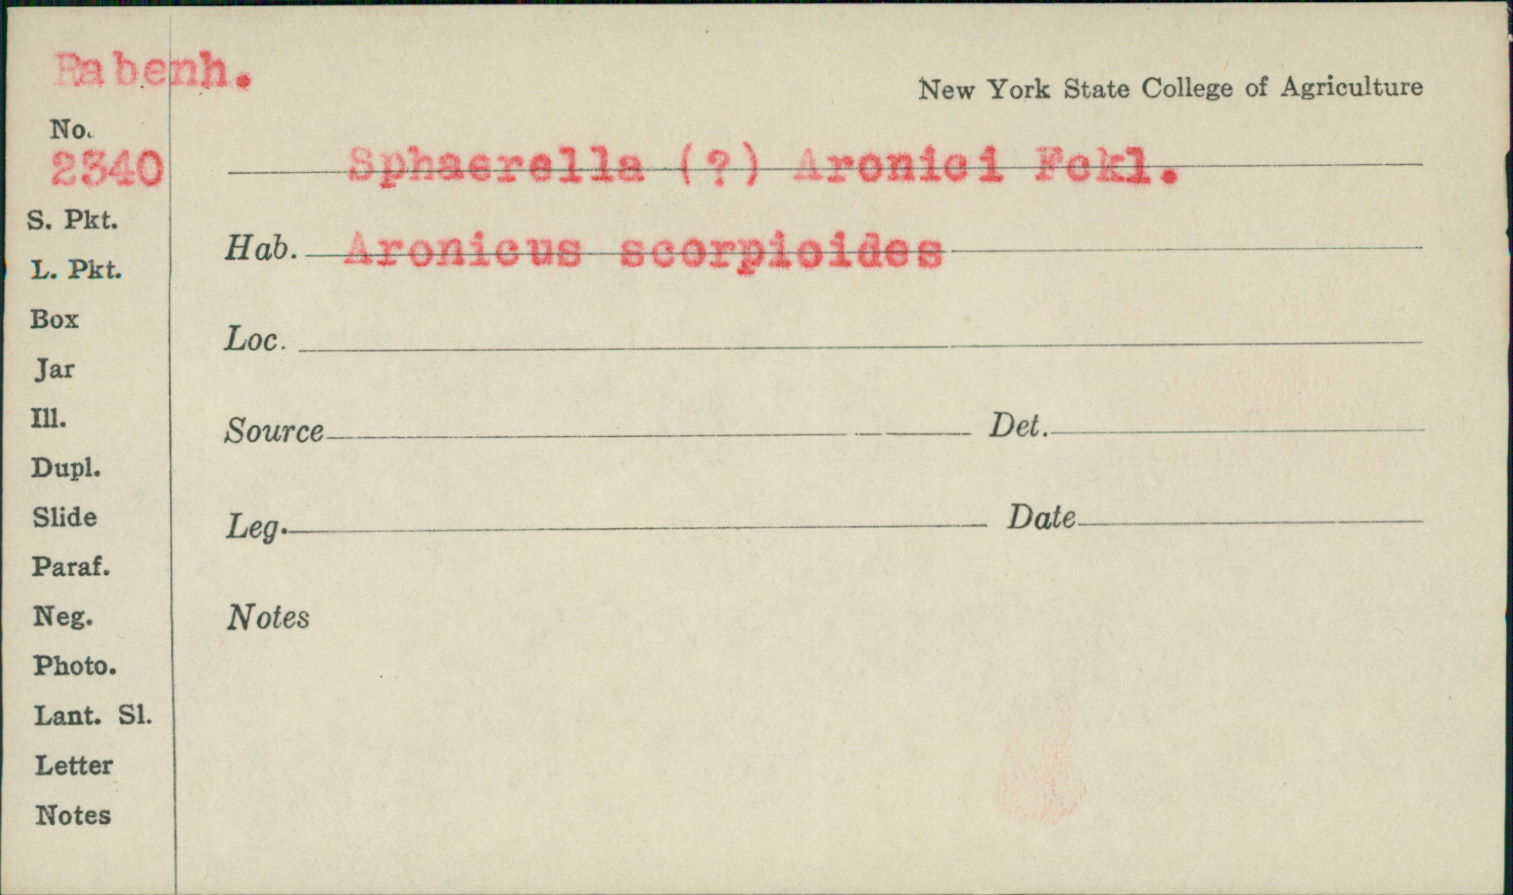 Rabenh.
New York State College of Agriculture
No.
2340
Sphaerella (?) Aronici Fckl.
S. Pkt.
Hab. Aronicus scorpioides
L. Pkt.
Box
Loc.
Jar
Ill.
Source Det.
Dupl.
Slide
Leg. Date
Paraf.
Neg.
Notes
Photo.
Lant. Sl.
Letter
Notes